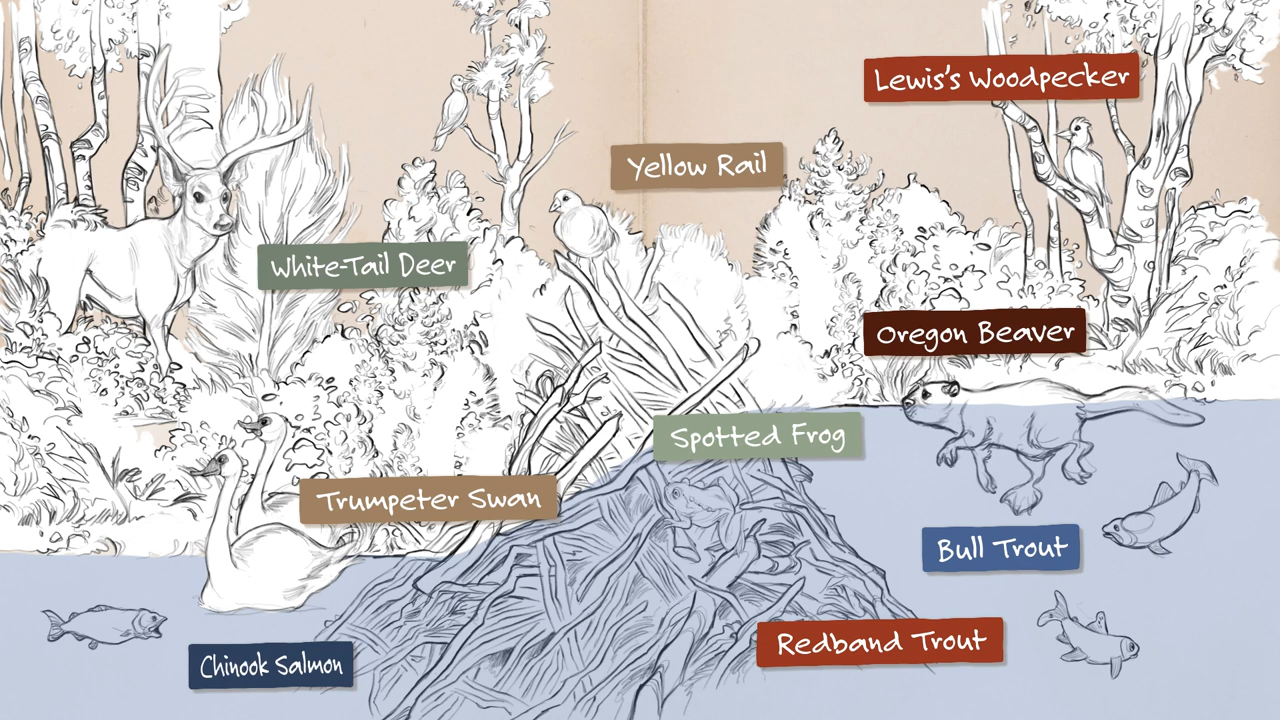 Lewis's Woodpecker
Yellow Rail
White-Tail Deer
Oregon Beaver
Spotted Frog
Trumpeter Swan
Bull Trout
Redband Trout
Chinook Salmon